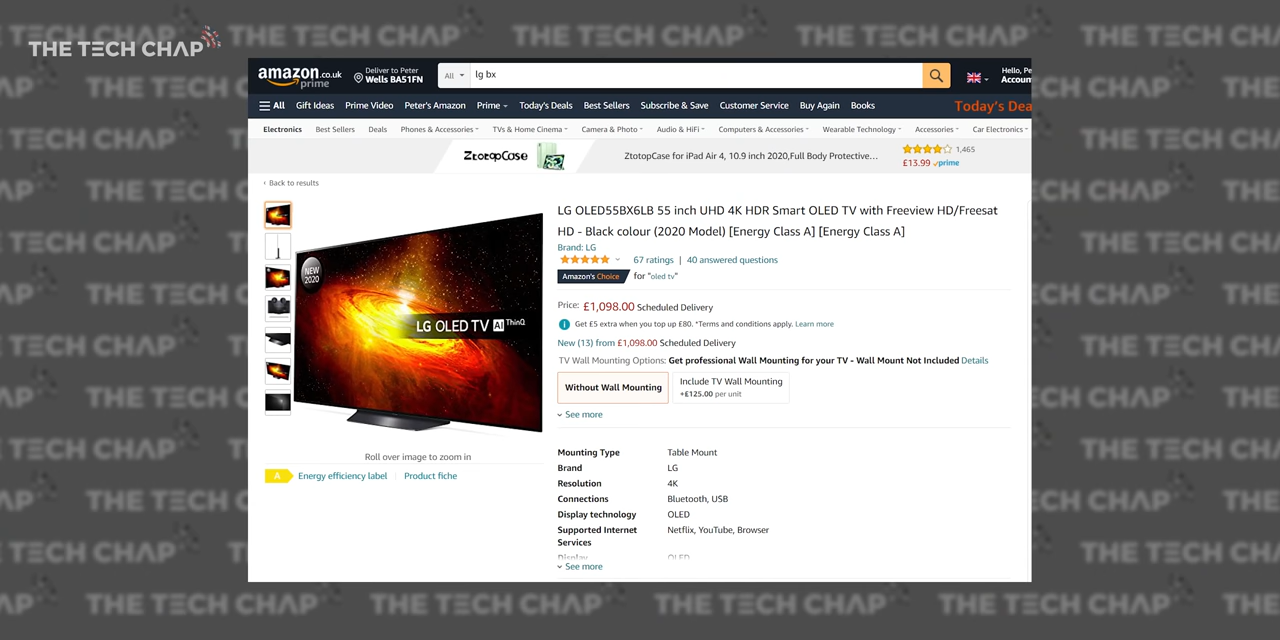 THE TECH CHAP
amazon.co.uk
prime
Deliver to Peter
Wells BA51FN
All
lg bx
Hello, Pe
Accoun
All Gift Ideas Prime Video Peter's Amazon Prime Today's Deals Best Sellers Subscribe & Save Customer Service Buy Again Books Today's Dea
Electronics Best Sellers Deals Phones & Accessories TVs & Home Cinema Camera & Photo Audio & HiFi Computers & Accessories Wearable Technology Accessories Car Electronics
ZtotopCase
ZtotopCase for iPad Air 4, 10.9 inch 2020,Full Body Protective...
1,465
£13.99 prime
‹ Back to results
LG OLED55BX6LB 55 inch UHD 4K HDR Smart OLED TV with Freeview HD/Freesat
HD - Black colour (2020 Model) [Energy Class A] [Energy Class A]
Brand: LG
67 ratings | 40 answered questions
Amazon's Choice for "oled tv"
NEW
2020
LG OLED TV AI ThinQ
Price: £1,098.00 Scheduled Delivery
Get £5 extra when you top up £80. *Terms and conditions apply. Learn more
New (13) from £1,098.00 Scheduled Delivery
TV Wall Mounting Options: Get professional Wall Mounting for your TV - Wall Mount Not Included Details
Without Wall Mounting
Include TV Wall Mounting
+£125.00 per unit
See more
Roll over image to zoom in
A Energy efficiency label | Product fiche
Mounting Type Table Mount
Brand LG
Resolution 4K
Connections Bluetooth, USB
Display technology OLED
Supported Internet Services Netflix, YouTube, Browser
Display OLED
See more